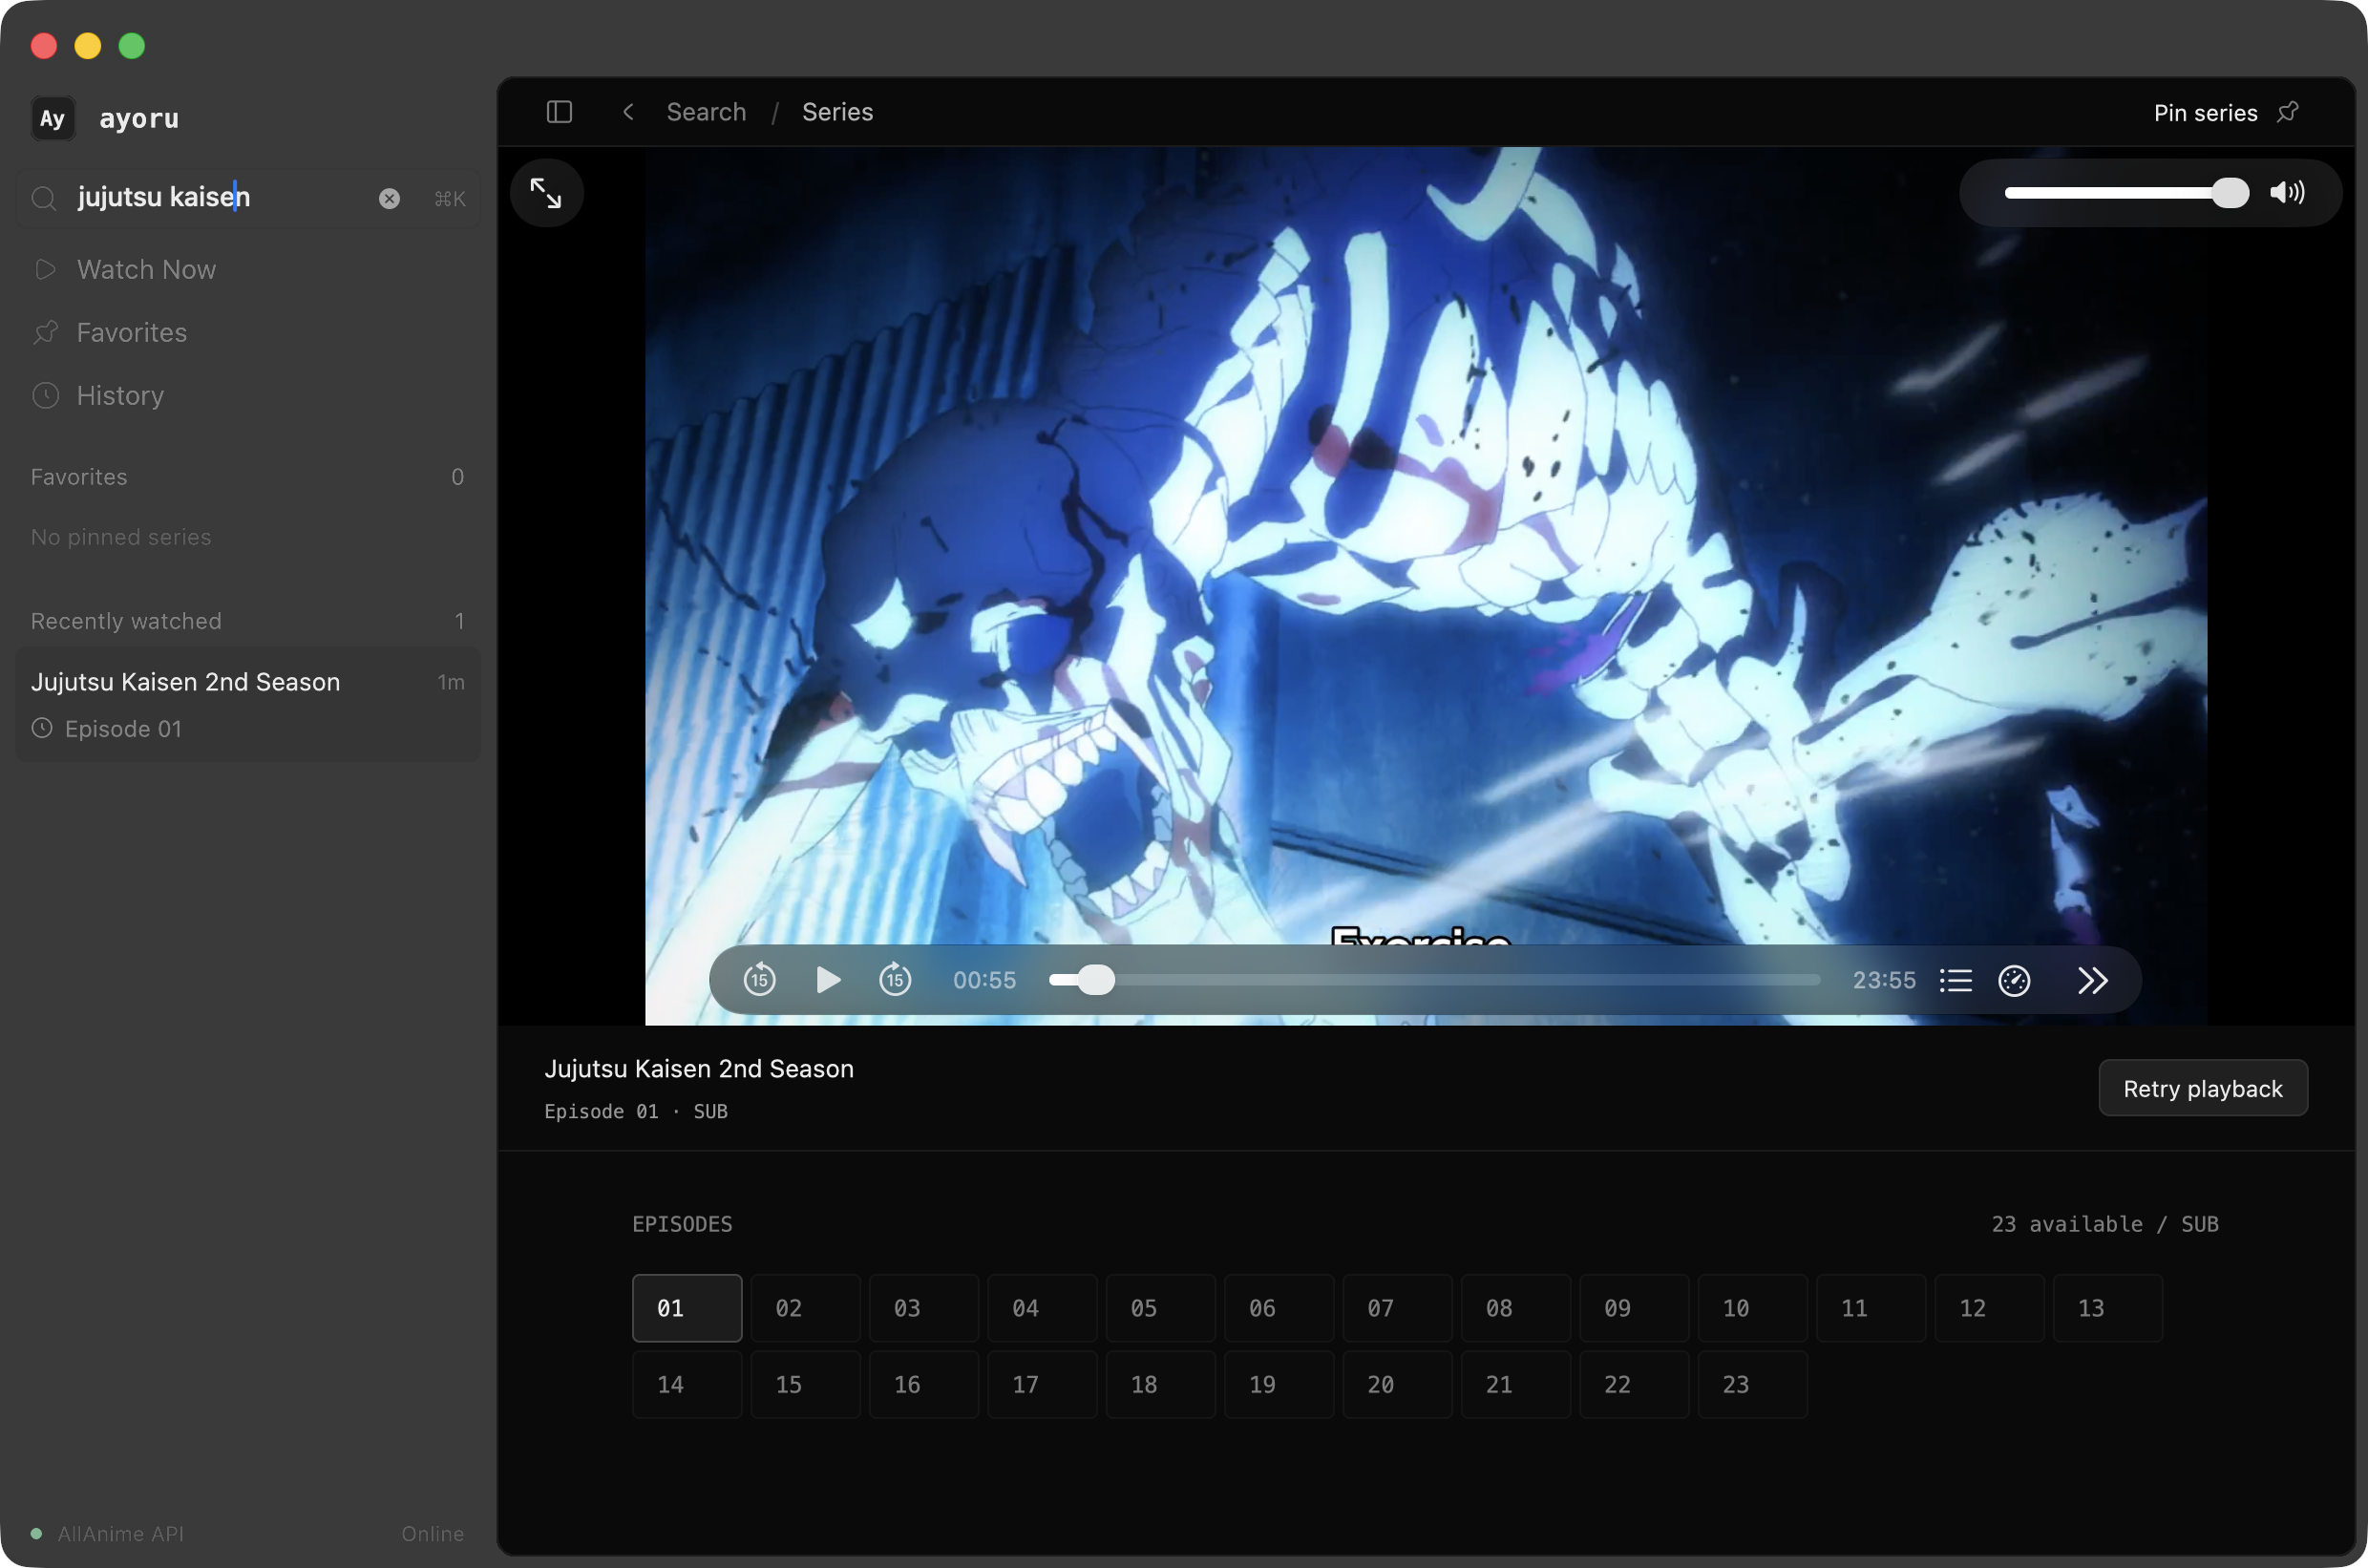 Ay ayoru
jujutsu kaisen ⌘K
Watch Now
Favorites
History
Favorites 0
No pinned series
Recently watched 1
Jujutsu Kaisen 2nd Season 1m
Episode 01
AllAnime API Online
Search / Series
Pin series
Exorcise
15 15 00:55 23:55
Jujutsu Kaisen 2nd Season
Episode 01 · SUB
Retry playback
EPISODES 23 available / SUB
01 02 03 04 05 06 07 08 09 10 11 12 13
14 15 16 17 18 19 20 21 22 23